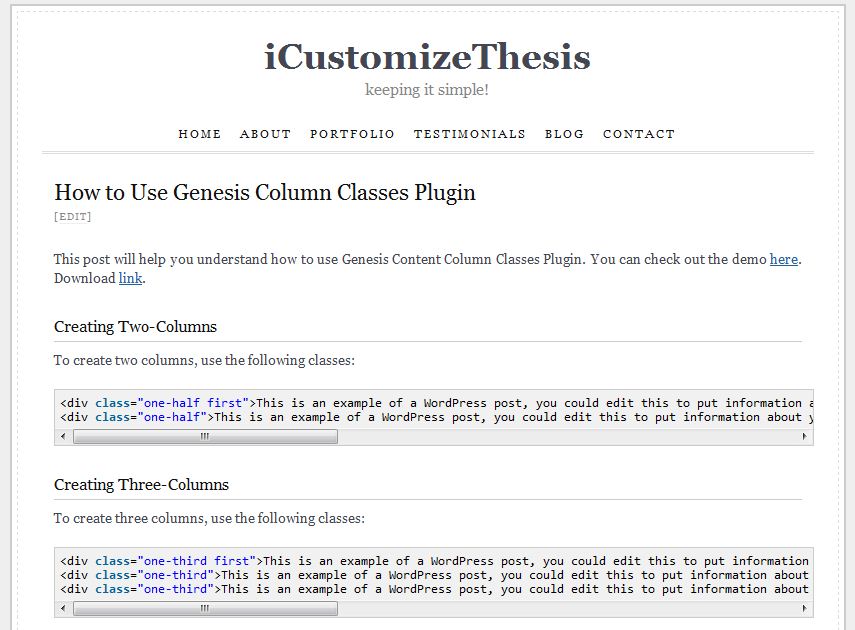 iCustomizeThesis
keeping it simple!
HOME ABOUT PORTFOLIO TESTIMONIALS BLOG CONTACT
How to Use Genesis Column Classes Plugin
[EDIT]
This post will help you understand how to use Genesis Content Column Classes Plugin. You can check out the demo here.
Download link.
Creating Two-Columns
To create two columns, use the following classes:
<div class="one-half first">This is an example of a WordPress post, you could edit this to put information
<div class="one-half">This is an example of a WordPress post, you could edit this to put information about
Creating Three-Columns
To create three columns, use the following classes:
<div class="one-third first">This is an example of a WordPress post, you could edit this to put information
<div class="one-third">This is an example of a WordPress post, you could edit this to put information about
<div class="one-third">This is an example of a WordPress post, you could edit this to put information about